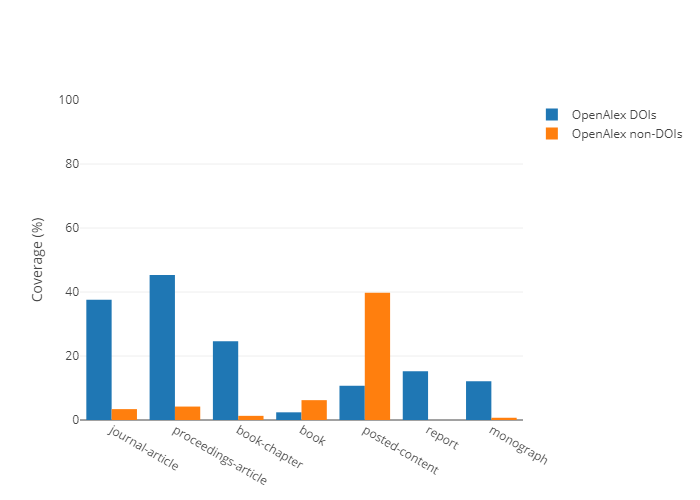 100
80
60
40
20
0
Coverage (%)
journal-article
proceedings-article
book-chapter
book
posted-content
report
monograph
OpenAlex DOIs
OpenAlex non-DOIs